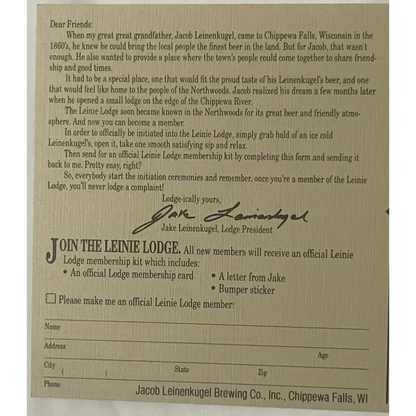 Dear Friends:
When my great great grandfather, Jacob Leinenkugel, came to Chippewa Falls, Wisconsin in the
1860's, he knew he could bring the local people the finest beer in the land. But for Jacob, that wasn't
enough. He also wanted to provide a place where the town's people could come together to share friend-
ship and good times.
It had to be a special place, one that would fit the proud taste of his Leinenkugel's beer, and one
that would feel like home to the people of the Northwoods. Jacob realized his dream a few months later
when he opened a small lodge on the edge of the Chippewa River.
The Leinie Lodge soon became known in the Northwoods for its great beer and friendly atmo-
sphere. And now you can become a member.
In order to officially be initiated into the Leinie Lodge, simply grab hold of an ice cold
Leinenkugel's, open it, take one smooth satisfying sip and relax.
Then send for an official Leinie Lodge membership kit by completing this form and sending it
back to me. Pretty easy, right?
So, everybody start the initiation ceremonies and remember, once you're a member of the Leinie
Lodge, you'll never lodge a complaint!
Lodge-ically yours,
Jake Leinenkugel
Jake Leinenkugel, Lodge President
JOIN THE LEINIE LODGE. All new members will receive an official Leinie
Lodge membership kit which includes:
• An official Lodge membership card • A letter from Jake
• Bumper sticker
Please make me an official Leinie Lodge member:
Name
Address Age
City State Zip
( )
Phone
Jacob Leinenkugel Brewing Co., Inc., Chippewa Falls, WI